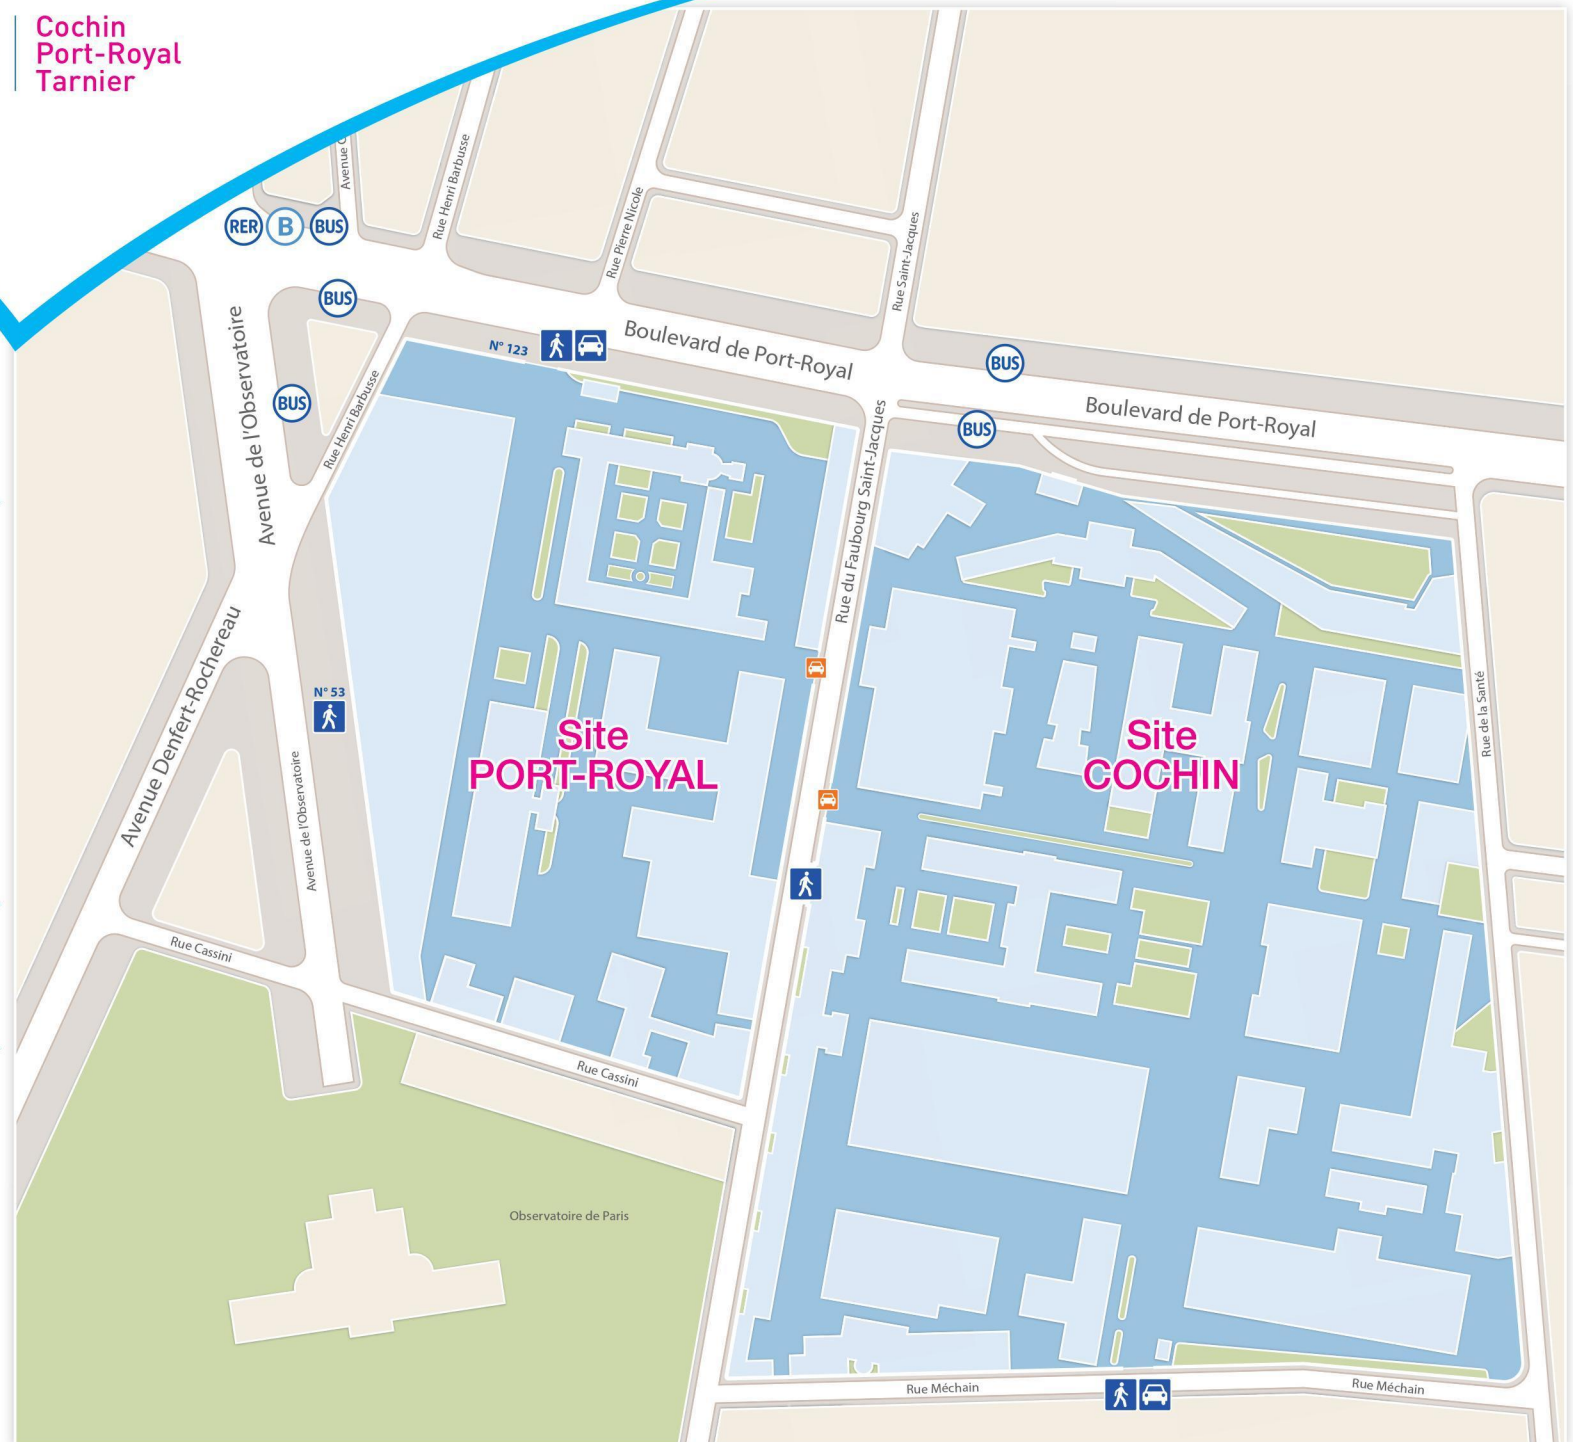 Cochin
Port-Royal
Tarnier
Rue Henri Barbusse
Avenue
Rue Pierre Nicole
Rue Saint-Jacques
RER
B
BUS
BUS
BUS
N° 123
Boulevard de Port-Royal
BUS
BUS
Boulevard de Port-Royal
Avenue de l'Observatoire
Rue Henri Barbusse
Rue du Faubourg Saint-Jacques
Avenue Denfert-Rochereau
N° 53
Avenue de l'Observatoire
Site
PORT-ROYAL
Site
COCHIN
Rue de la Santé
Rue Cassini
Rue Cassini
Observatoire de Paris
Rue Méchain
Rue Méchain